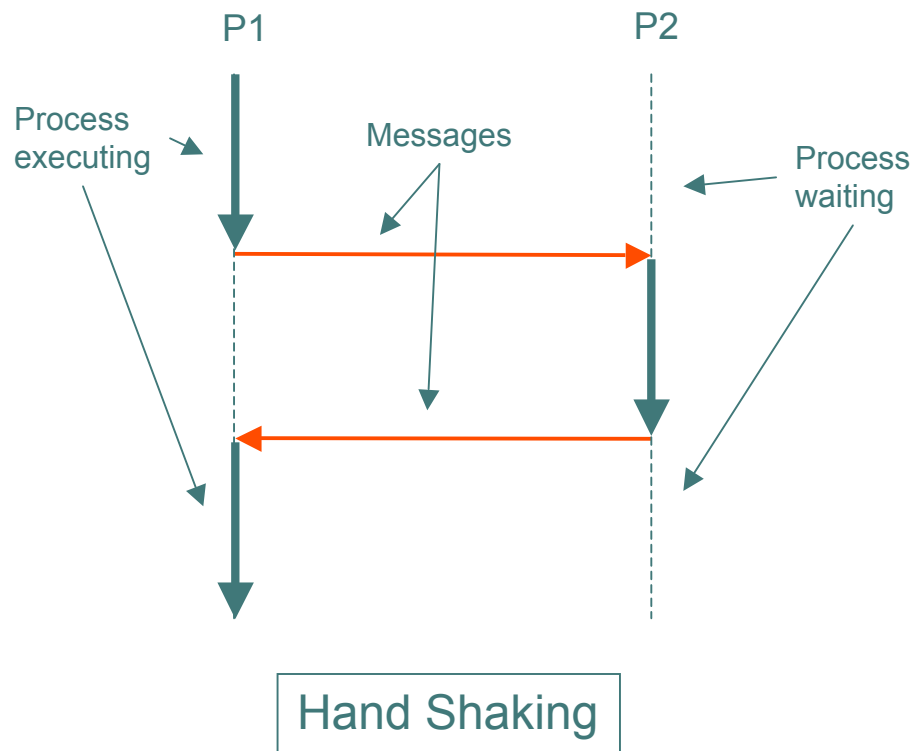 P1
P2
Process
executing
Messages
Process
waiting
Hand Shaking